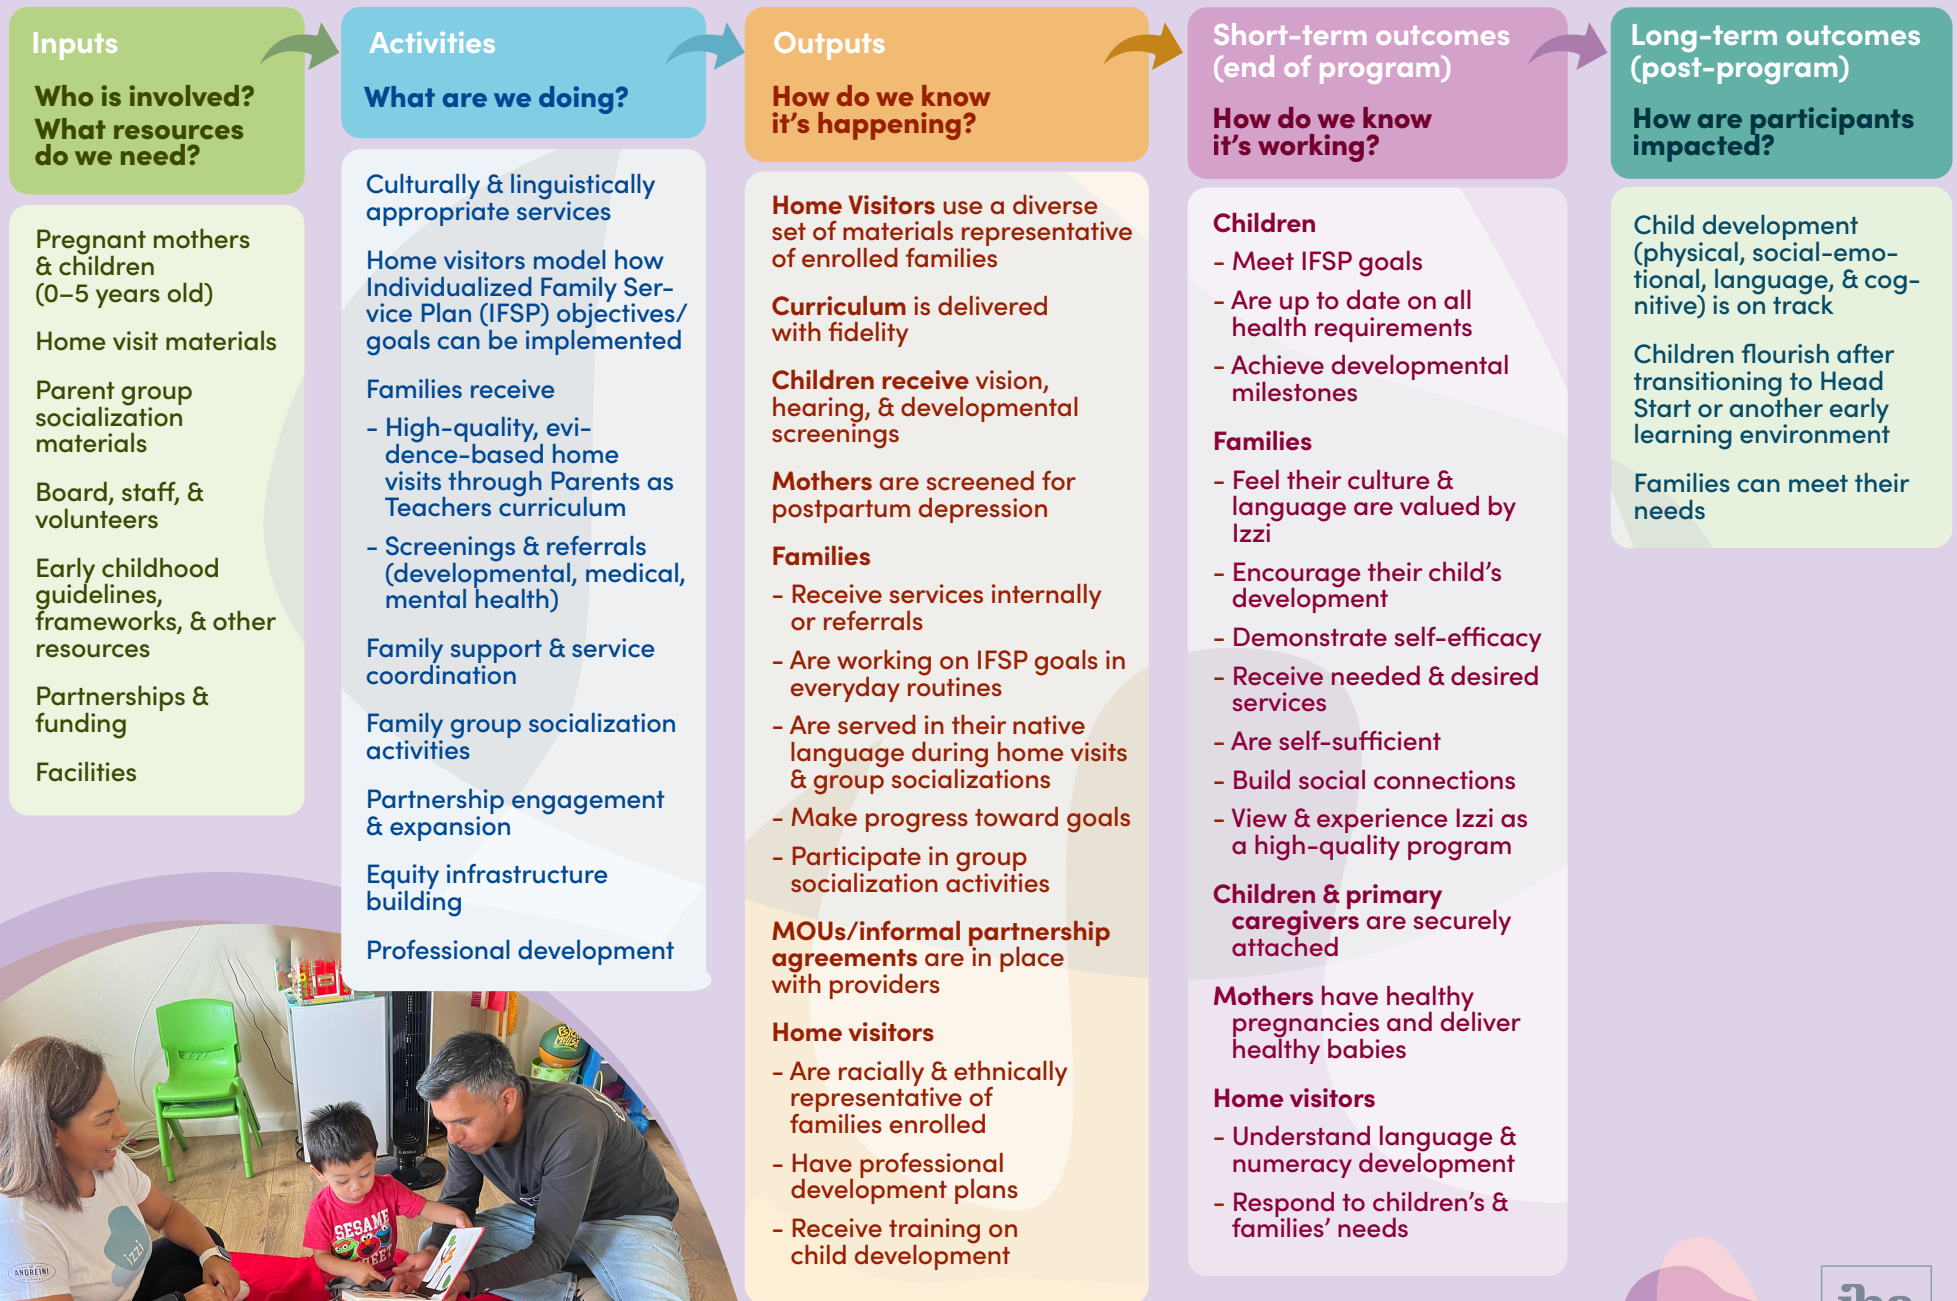 Inputs
Who is involved?
What resources
do we need?
Pregnant mothers
& children
(0–5 years old)
Home visit materials
Parent group
socialization
materials
Board, staff, &
volunteers
Early childhood
guidelines,
frameworks, & other
resources
Partnerships &
funding
Facilities
Activities
What are we doing?
Culturally & linguistically
appropriate services
Home visitors model how
Individualized Family Ser-
vice Plan (IFSP) objectives/
goals can be implemented
Families receive
- High-quality, evi-
dence-based home
visits through Parents as
Teachers curriculum
- Screenings & referrals
(developmental, medical,
mental health)
Family support & service
coordination
Family group socialization
activities
Partnership engagement
& expansion
Equity infrastructure
building
Professional development
Outputs
How do we know
it's happening?
Home Visitors use a diverse
set of materials representative
of enrolled families
Curriculum is delivered
with fidelity
Children receive vision,
hearing, & developmental
screenings
Mothers are screened for
postpartum depression
Families
- Receive services internally
or referrals
- Are working on IFSP goals in
everyday routines
- Are served in their native
language during home visits
& group socializations
- Make progress toward goals
- Participate in group
socialization activities
MOUs/informal partnership
agreements are in place
with providers
Home visitors
- Are racially & ethnically
representative of
families enrolled
- Have professional
development plans
- Receive training on
child development
Short-term outcomes
(end of program)
How do we know
it's working?
Children
- Meet IFSP goals
- Are up to date on all
health requirements
- Achieve developmental
milestones
Families
- Feel their culture &
language are valued by
Izzi
- Encourage their child's
development
- Demonstrate self-efficacy
- Receive needed & desired
services
- Are self-sufficient
- Build social connections
- View & experience Izzi as
a high-quality program
Children & primary
caregivers are securely
attached
Mothers have healthy
pregnancies and deliver
healthy babies
Home visitors
- Understand language &
numeracy development
- Respond to children's &
families' needs
Long-term outcomes
(post-program)
How are participants
impacted?
Child development
(physical, social-emo-
tional, language, & cog-
nitive) is on track
Children flourish after
transitioning to Head
Start or another early
learning environment
Families can meet their
needs
izzi
SESAME
ANDREINI